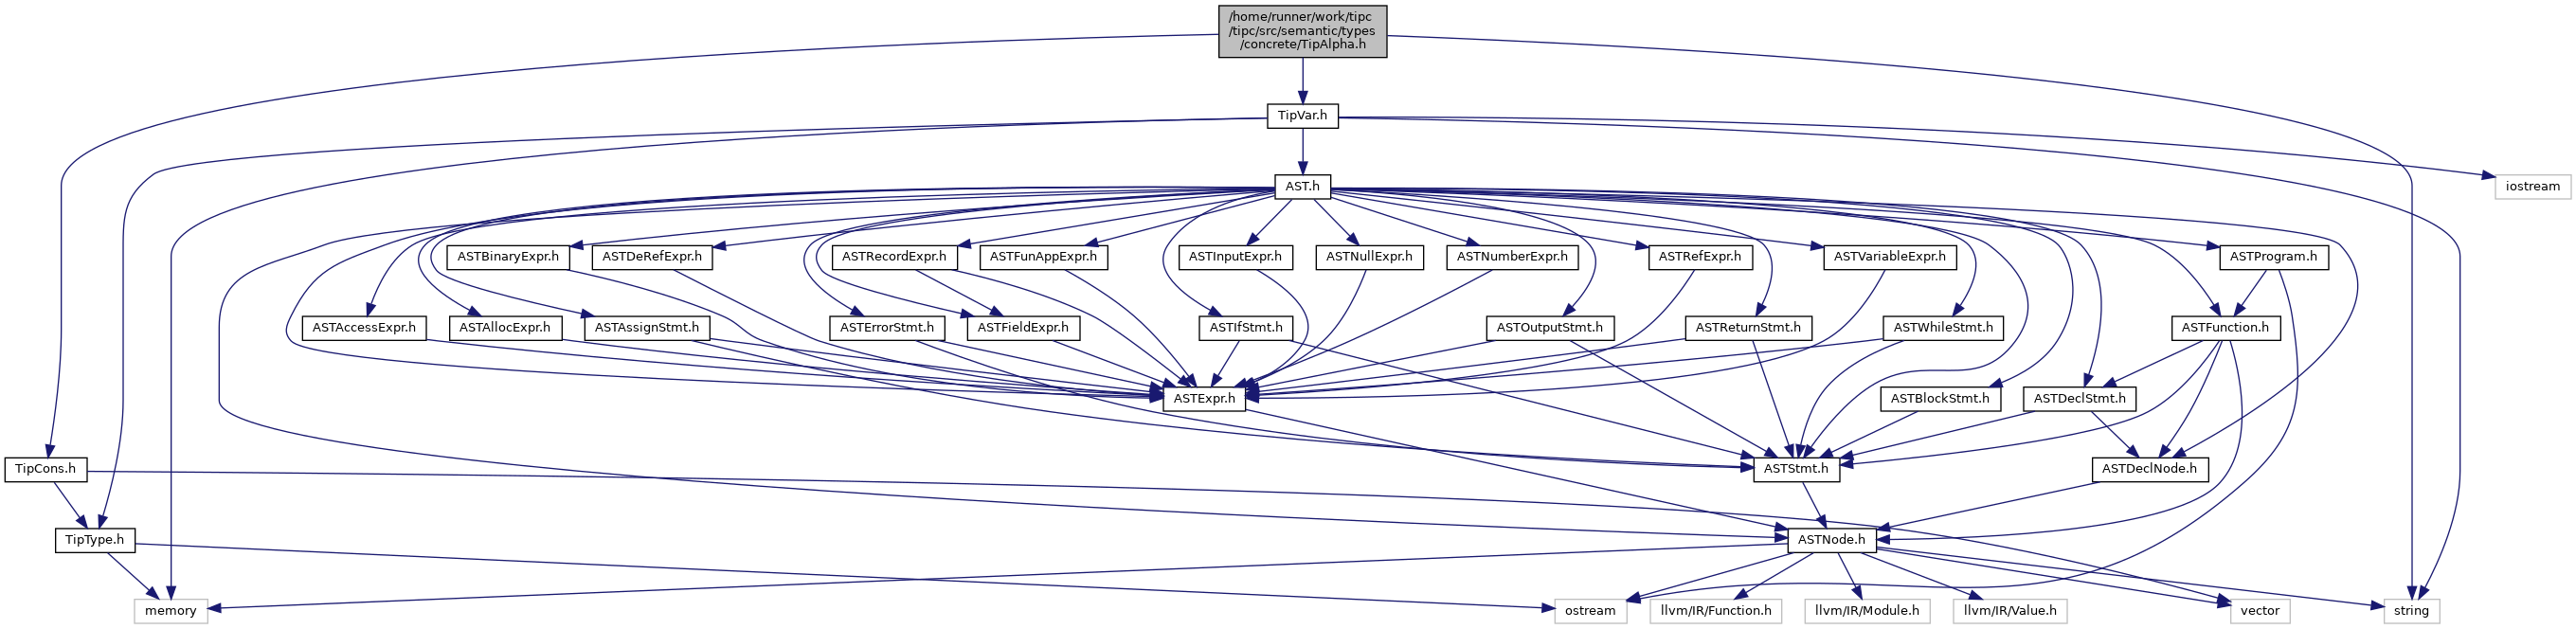 /home/runner/work/tipc
/tipc/src/semantic/types
/concrete/TipAlpha.h
TipVar.h
AST.h
iostream
ASTBinaryExpr.h
ASTDeRefExpr.h
ASTRecordExpr.h
ASTFunAppExpr.h
ASTInputExpr.h
ASTNullExpr.h
ASTNumberExpr.h
ASTRefExpr.h
ASTVariableExpr.h
ASTProgram.h
ASTAccessExpr.h
ASTAllocExpr.h
ASTAssignStmt.h
ASTErrorStmt.h
ASTFieldExpr.h
ASTIfStmt.h
ASTOutputStmt.h
ASTReturnStmt.h
ASTWhileStmt.h
ASTFunction.h
ASTExpr.h
ASTBlockStmt.h
ASTDeclStmt.h
TipCons.h
ASTStmt.h
ASTDeclNode.h
TipType.h
ASTNode.h
memory
ostream
llvm/IR/Function.h
llvm/IR/Module.h
llvm/IR/Value.h
vector
string